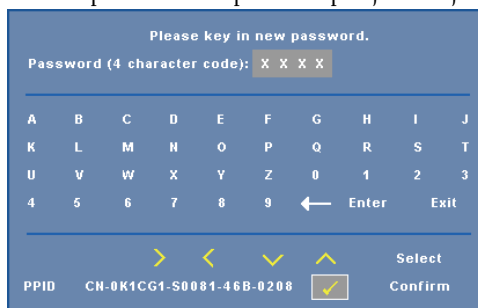 Please key in new password.
Password (4 character code): X X X X
A B C D E F G H I J
K L M N O P Q R S T
U V W X Y Z 0 1 2 3
4 5 6 7 8 9 ← Enter Exit
Select
PPID CN-0K1CG1-S0081-46B-0208 ✓ Confirm